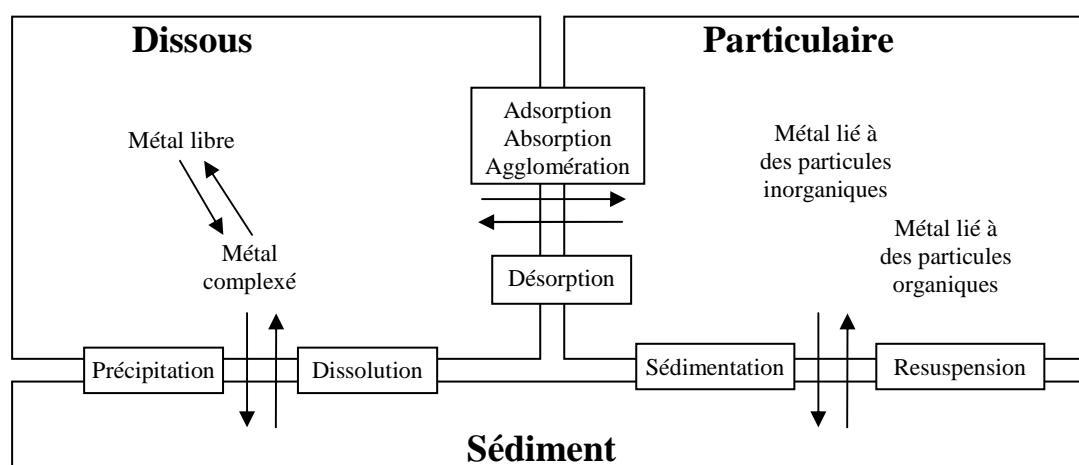 Dissous
Particulaire
Adsorption
Absorption
Agglomération
Métal libre
Métal lié à
des particules
inorganiques
Métal
complexé
Désorption
Métal lié à
des particules
organiques
Précipitation
Dissolution
Sédimentation
Resuspension
Sédiment